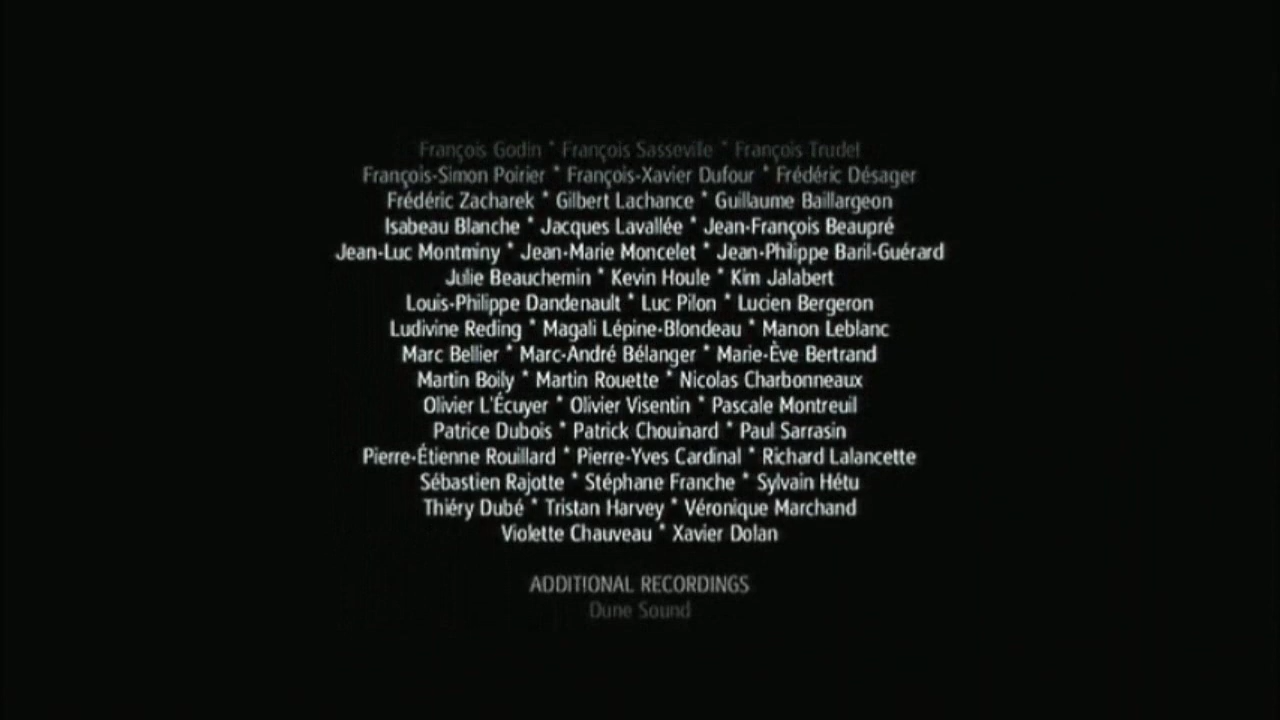 François Godin * François Sasseville * François Trudel
François-Simon Poirier * François-Xavier Dufour * Frédéric Désager
Frédéric Zacharek * Gilbert Lachance * Guillaume Baillargeon
Isabeau Blanche * Jacques Lavallée * Jean-François Beaupré
Jean-Luc Montminy * Jean-Marie Moncelet * Jean-Philippe Baril-Guérard
Julie Beauchemin * Kevin Houle * Kim Jalabert
Louis-Philippe Dandenault * Luc Pilon * Lucien Bergeron
Ludivine Reding * Magali Lépine-Blondeau * Manon Leblanc
Marc Bellier * Marc-André Bélanger * Marie-Ève Bertrand
Martin Boily * Martin Rouette * Nicolas Charbonneaux
Olivier L'Écuyer * Olivier Visentin * Pascale Montreuil
Patrice Dubois * Patrick Chouinard * Paul Sarrasin
Pierre-Étienne Rouillard * Pierre-Yves Cardinal * Richard Lalancette
Sébastien Rajotte * Stéphane Franche * Sylvain Hétu
Thiéry Dubé * Tristan Harvey * Véronique Marchand
Violette Chauveau * Xavier Dolan
ADDITIONAL RECORDINGS
Dune Sound